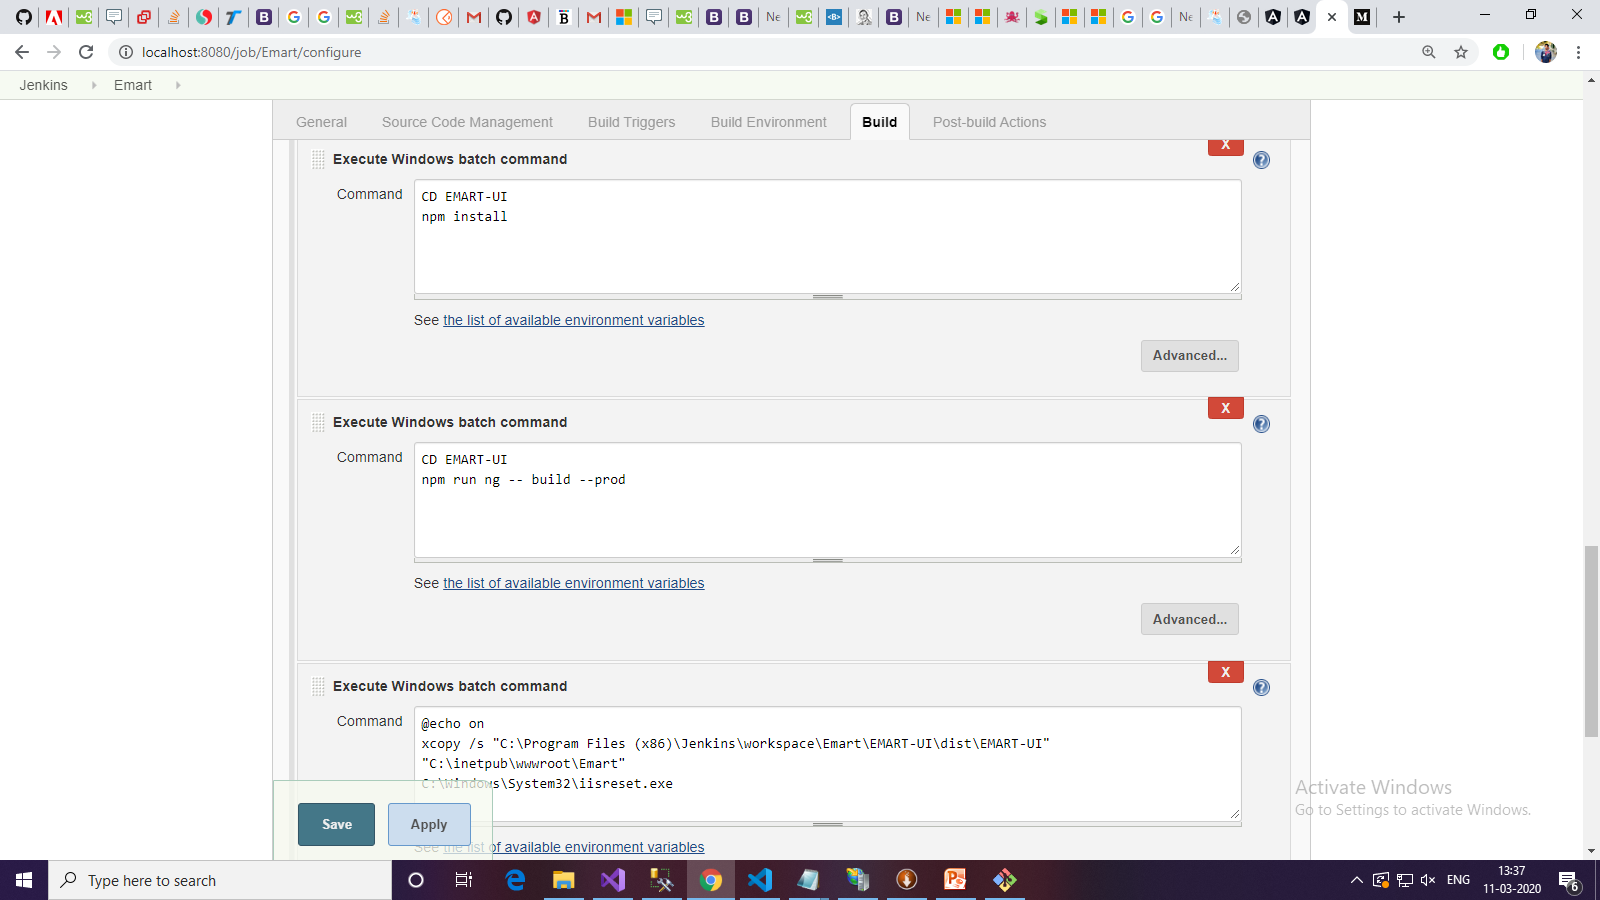 Ne
Ne
Ne
localhost:8080/job/Emart/configure
Jenkins
Emart
General
Source Code Management
Build Triggers
Build Environment
Build
Post-build Actions
X
Execute Windows batch command
Command
CD EMART-UI
npm install
See the list of available environment variables
Advanced...
X
Execute Windows batch command
Command
CD EMART-UI
npm run ng -- build --prod
See the list of available environment variables
Advanced...
X
Execute Windows batch command
Command
@echo on
xcopy /s "C:\Program Files (x86)\Jenkins\workspace\Emart\EMART-UI\dist\EMART-UI"
"C:\inetpub\wwwroot\Emart"
C:\Windows\System32\iisreset.exe
Save
Apply
See the list of available environment variables
Activate Windows
Go to Settings to activate Windows.
Type here to search
ENG
13:37
11-03-2020
6